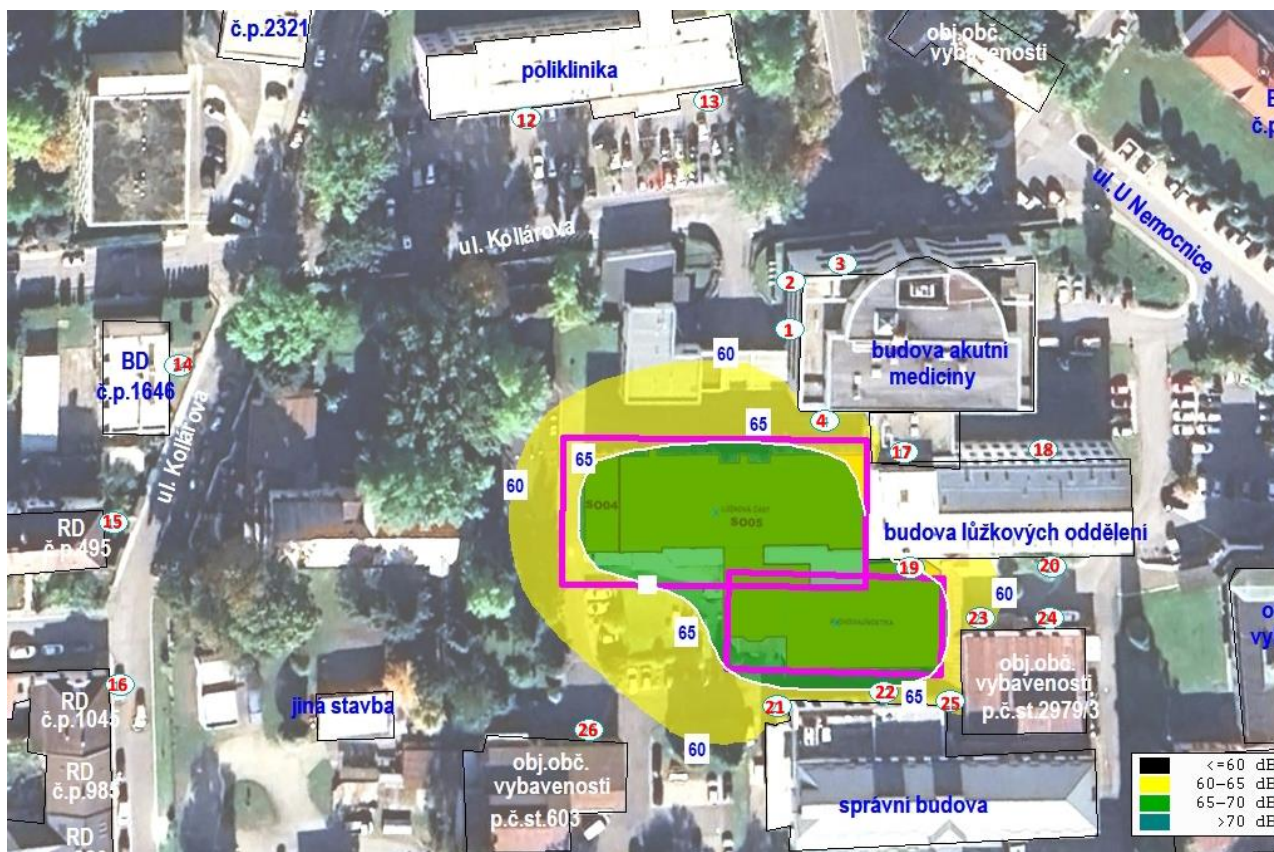 č.p.2321
poliklinika
obj.obč.
vybavenosti
12
13
ul. Kollárova
ul. U Nemocnice
3
2
1
budova akutní
medicíny
BD
č.p.1646
14
60
4
65
65
17
18
60
SO04
LŮŽKOVÁ ČÁST
SO05
ul. Kollárova
budova lůžkových oddělení
RD
č.p.495
15
19
20
60
23
24
65
obj.obč.
vybavenosti
p.č.st.2979/3
16
RD
č.p.1045
jiná stavba
22
65
25
21
26
60
RD
č.p.985
obj.obč.
vybavenosti
p.č.st.603
správní budova
<=60 dB
60-65 dB
65-70 dB
>70 dB